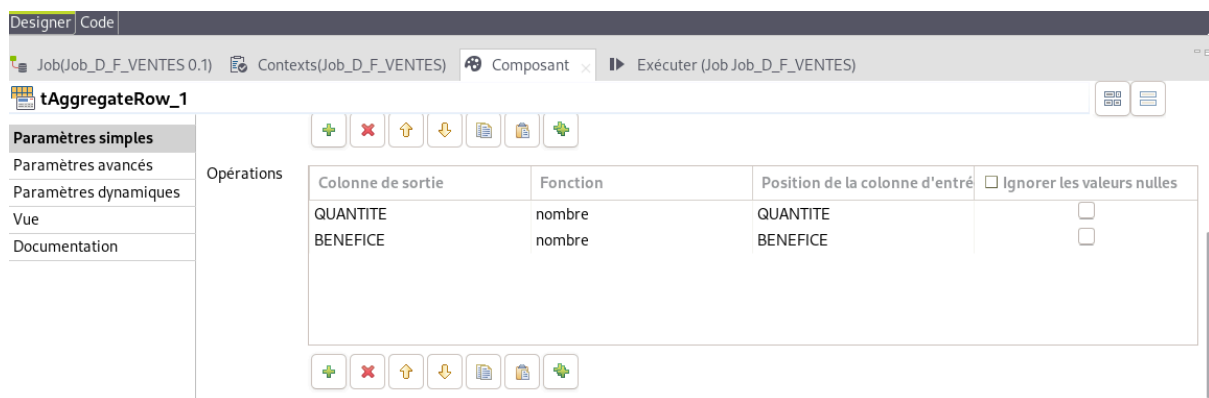 Designer Code
Job(Job_D_F_VENTES 0.1) Contexts(Job_D_F_VENTES) Composant Exécuter (Job Job_D_F_VENTES)
tAggregateRow_1
Paramètres simples
Paramètres avancés
Paramètres dynamiques
Vue
Documentation
Opérations
Colonne de sortie Fonction Position de la colonne d'entré Ignorer les valeurs nulles
QUANTITE nombre QUANTITE
BENEFICE nombre BENEFICE